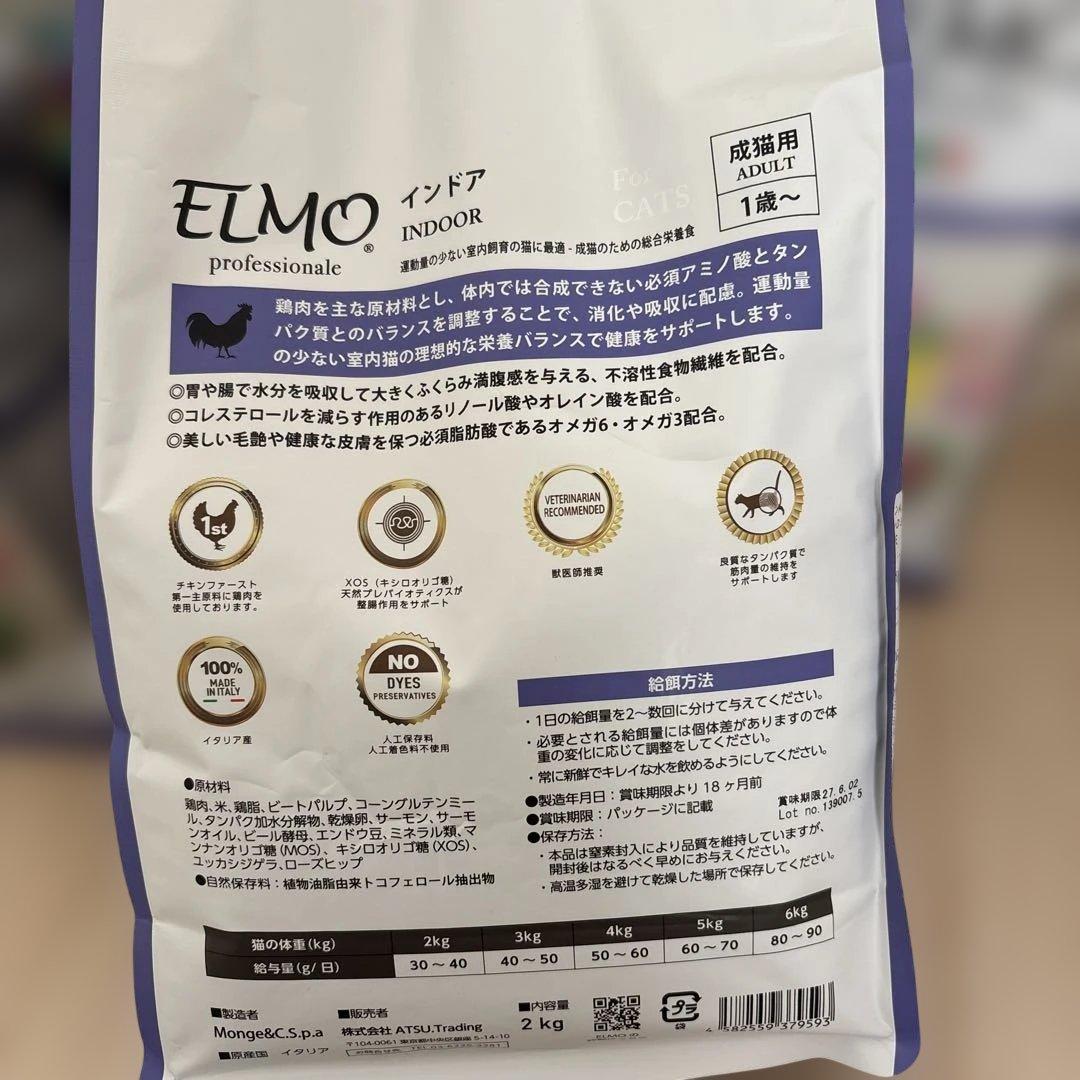 成猫用
ADULT
1歳～
For
CATS
ELMO®
professionale
インドア
INDOOR
運動量の少ない室内飼育の猫に最適 - 成猫のための総合栄養食
鶏肉を主な原材料とし、体内では合成できない必須アミノ酸とタン
パク質とのバランスを調整することで、消化や吸収に配慮。運動量
の少ない室内猫の理想的な栄養バランスで健康をサポートします。
◎胃や腸で水分を吸収して大きくふくらみ満腹感を与える、不溶性食物繊維を配合。
◎コレステロールを減らす作用のあるリノール酸やオレイン酸を配合。
◎美しい毛艶や健康な皮膚を保つ必須脂肪酸であるオメガ6・オメガ3配合。
1st
チキンファースト
第一主原料に鶏肉を
使用しております。
XOS（キシロオリゴ糖）
天然プレバイオティクスが
整腸作用をサポート
VETERINARIAN
RECOMMENDED
獣医師推奨
良質なタンパク質で
筋肉量の維持を
サポートします
100%
MADE
IN ITALY
イタリア産
NO
DYES
PRESERVATIVES
人工保存料
人工着色料不使用
給餌方法
・1日の給餌量を2～数回に分けて与えてください。
・必要とされる給餌量には個体差がありますので体
重の変化に応じて調整をしてください。
・常に新鮮でキレイな水を飲めるようにしてください。
●製造年月日：賞味期限より18ヶ月前
●賞味期限：パッケージに記載
賞味期限27.6.02
Lot no.139007.5
●保存方法：
・本品は窒素封入により品質を維持していますが、
開封後はなるべく早めにお与えください。
・高温多湿を避けて乾燥した場所で保存してください。
●原材料
鶏肉、米、鶏脂、ビートパルプ、コーングルテンミー
ル、タンパク加水分解物、乾燥卵、サーモン、サーモ
ンオイル、ビール酵母、エンドウ豆、ミネラル類、マ
ンナンオリゴ糖（MOS）、キシロオリゴ糖（XOS）、
ユッカシジゲラ、ローズヒップ
●自然保存料：植物油脂由来トコフェロール抽出物
猫の体重(kg) 2kg 3kg 4kg 5kg 6kg
給与量(g/日) 30～40 40～50 50～60 60～70 80～90
■製造者
Monge&C.S.p.a
■原産国 イタリア
■販売者
株式会社 ATSU.Trading
〒104-0061 東京都中央区銀座 5-14-10
■内容量
2 kg
ELMO の
プラ
袋
4 582559 379593